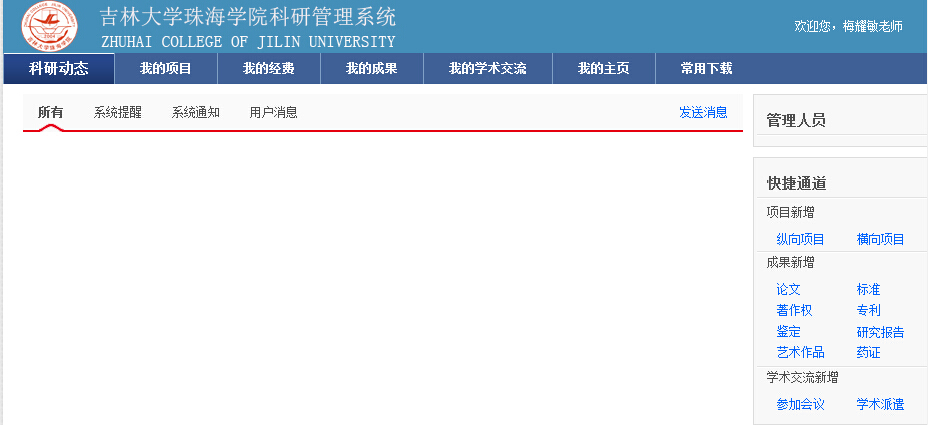 吉林大学珠海学院科研管理系统
ZHUHAI COLLEGE OF JILIN UNIVERSITY
欢迎您，梅耀敏老师
科研动态 我的项目 我的经费 我的成果 我的学术交流 我的主页 常用下载
所有 系统提醒 系统通知 用户消息 发送消息
管理人员
快捷通道
项目新增
纵向项目 横向项目
成果新增
论文 标准
著作权 专利
鉴定 研究报告
艺术作品 药证
学术交流新增
参加会议 学术派遣